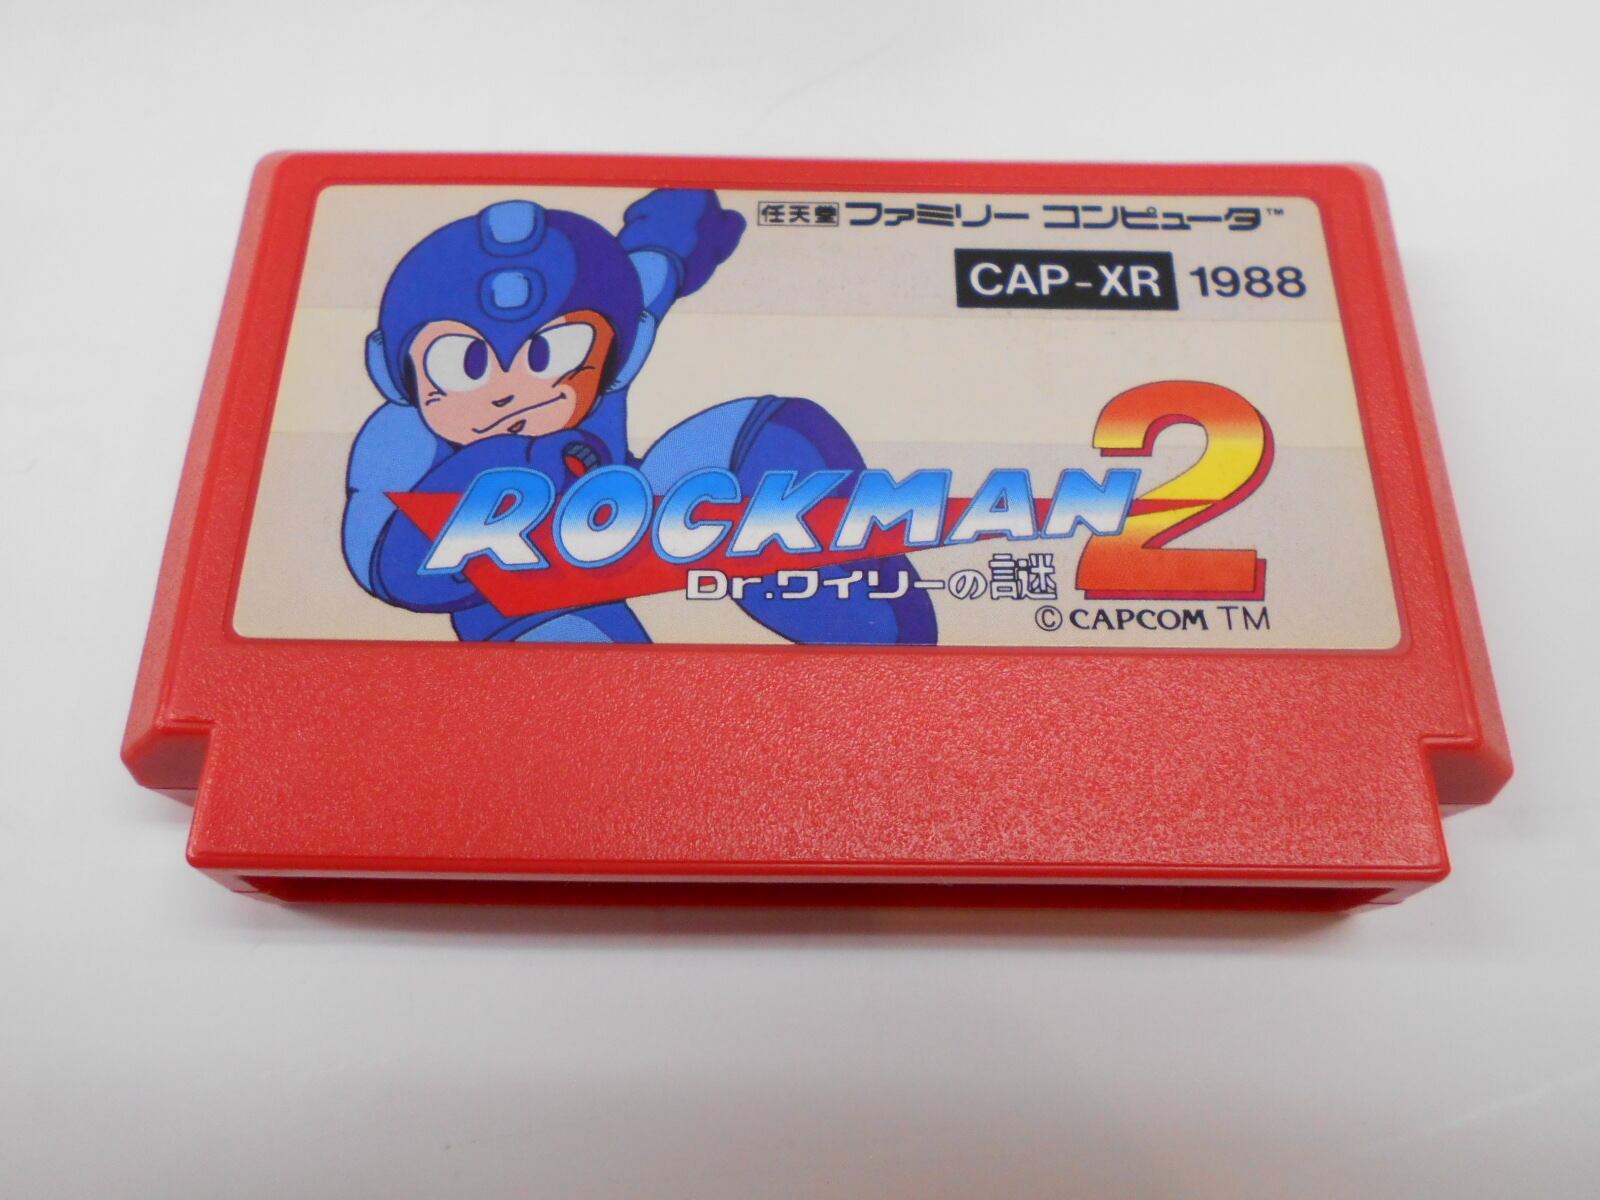 任天堂 ファミリー コンピュータ™
CAP-XR 1988
ROCKMAN 2
Dr.ワイリーの謎
© CAPCOM TM